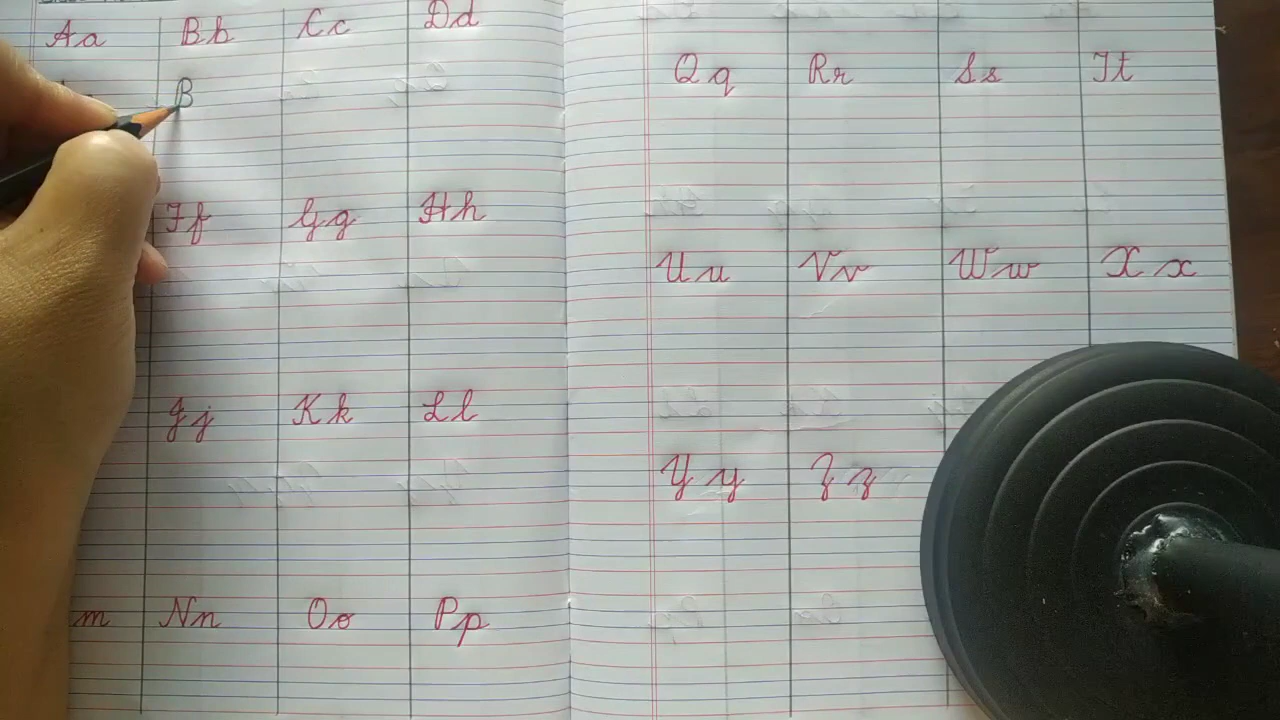 Aa Bb Cc Dd
B
Ff Gg Hh
Jj Kk Ll
m Nn Oo Pp
Qq Rr Ss Tt
Uu Vv Ww Xx
Yy Zz